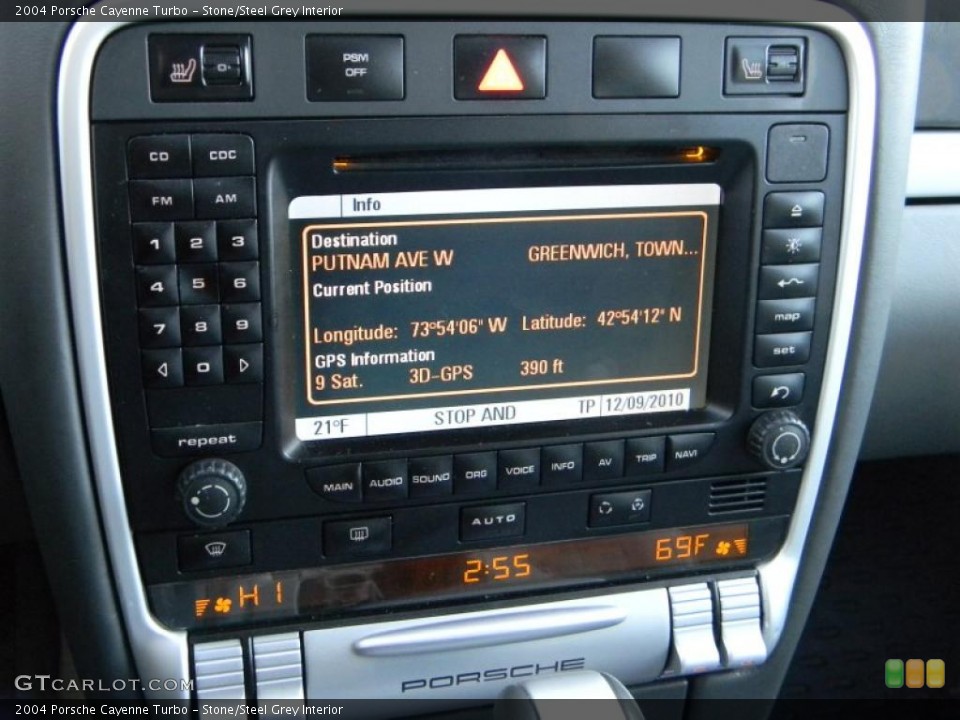 2004 Porsche Cayenne Turbo - Stone/Steel Grey Interior
PSM
OFF
CD CDC
FM AM
1 2 3
4 5 6
7 8 9
0
repeat
Info
Destination
PUTNAM AVE W GREENWICH, TOWN...
Current Position
Longitude: 73°54'06" W Latitude: 42°54'12" N
GPS Information
9 Sat. 3D-GPS 390 ft
21°F STOP AND TP 12/09/2010
map
set
MAIN AUDIO SOUND ORG VOICE INFO AV TRIP NAVI
AUTO
HI 2:55 69F
PORSCHE
GTCARLOT.COM
2004 Porsche Cayenne Turbo - Stone/Steel Grey Interior